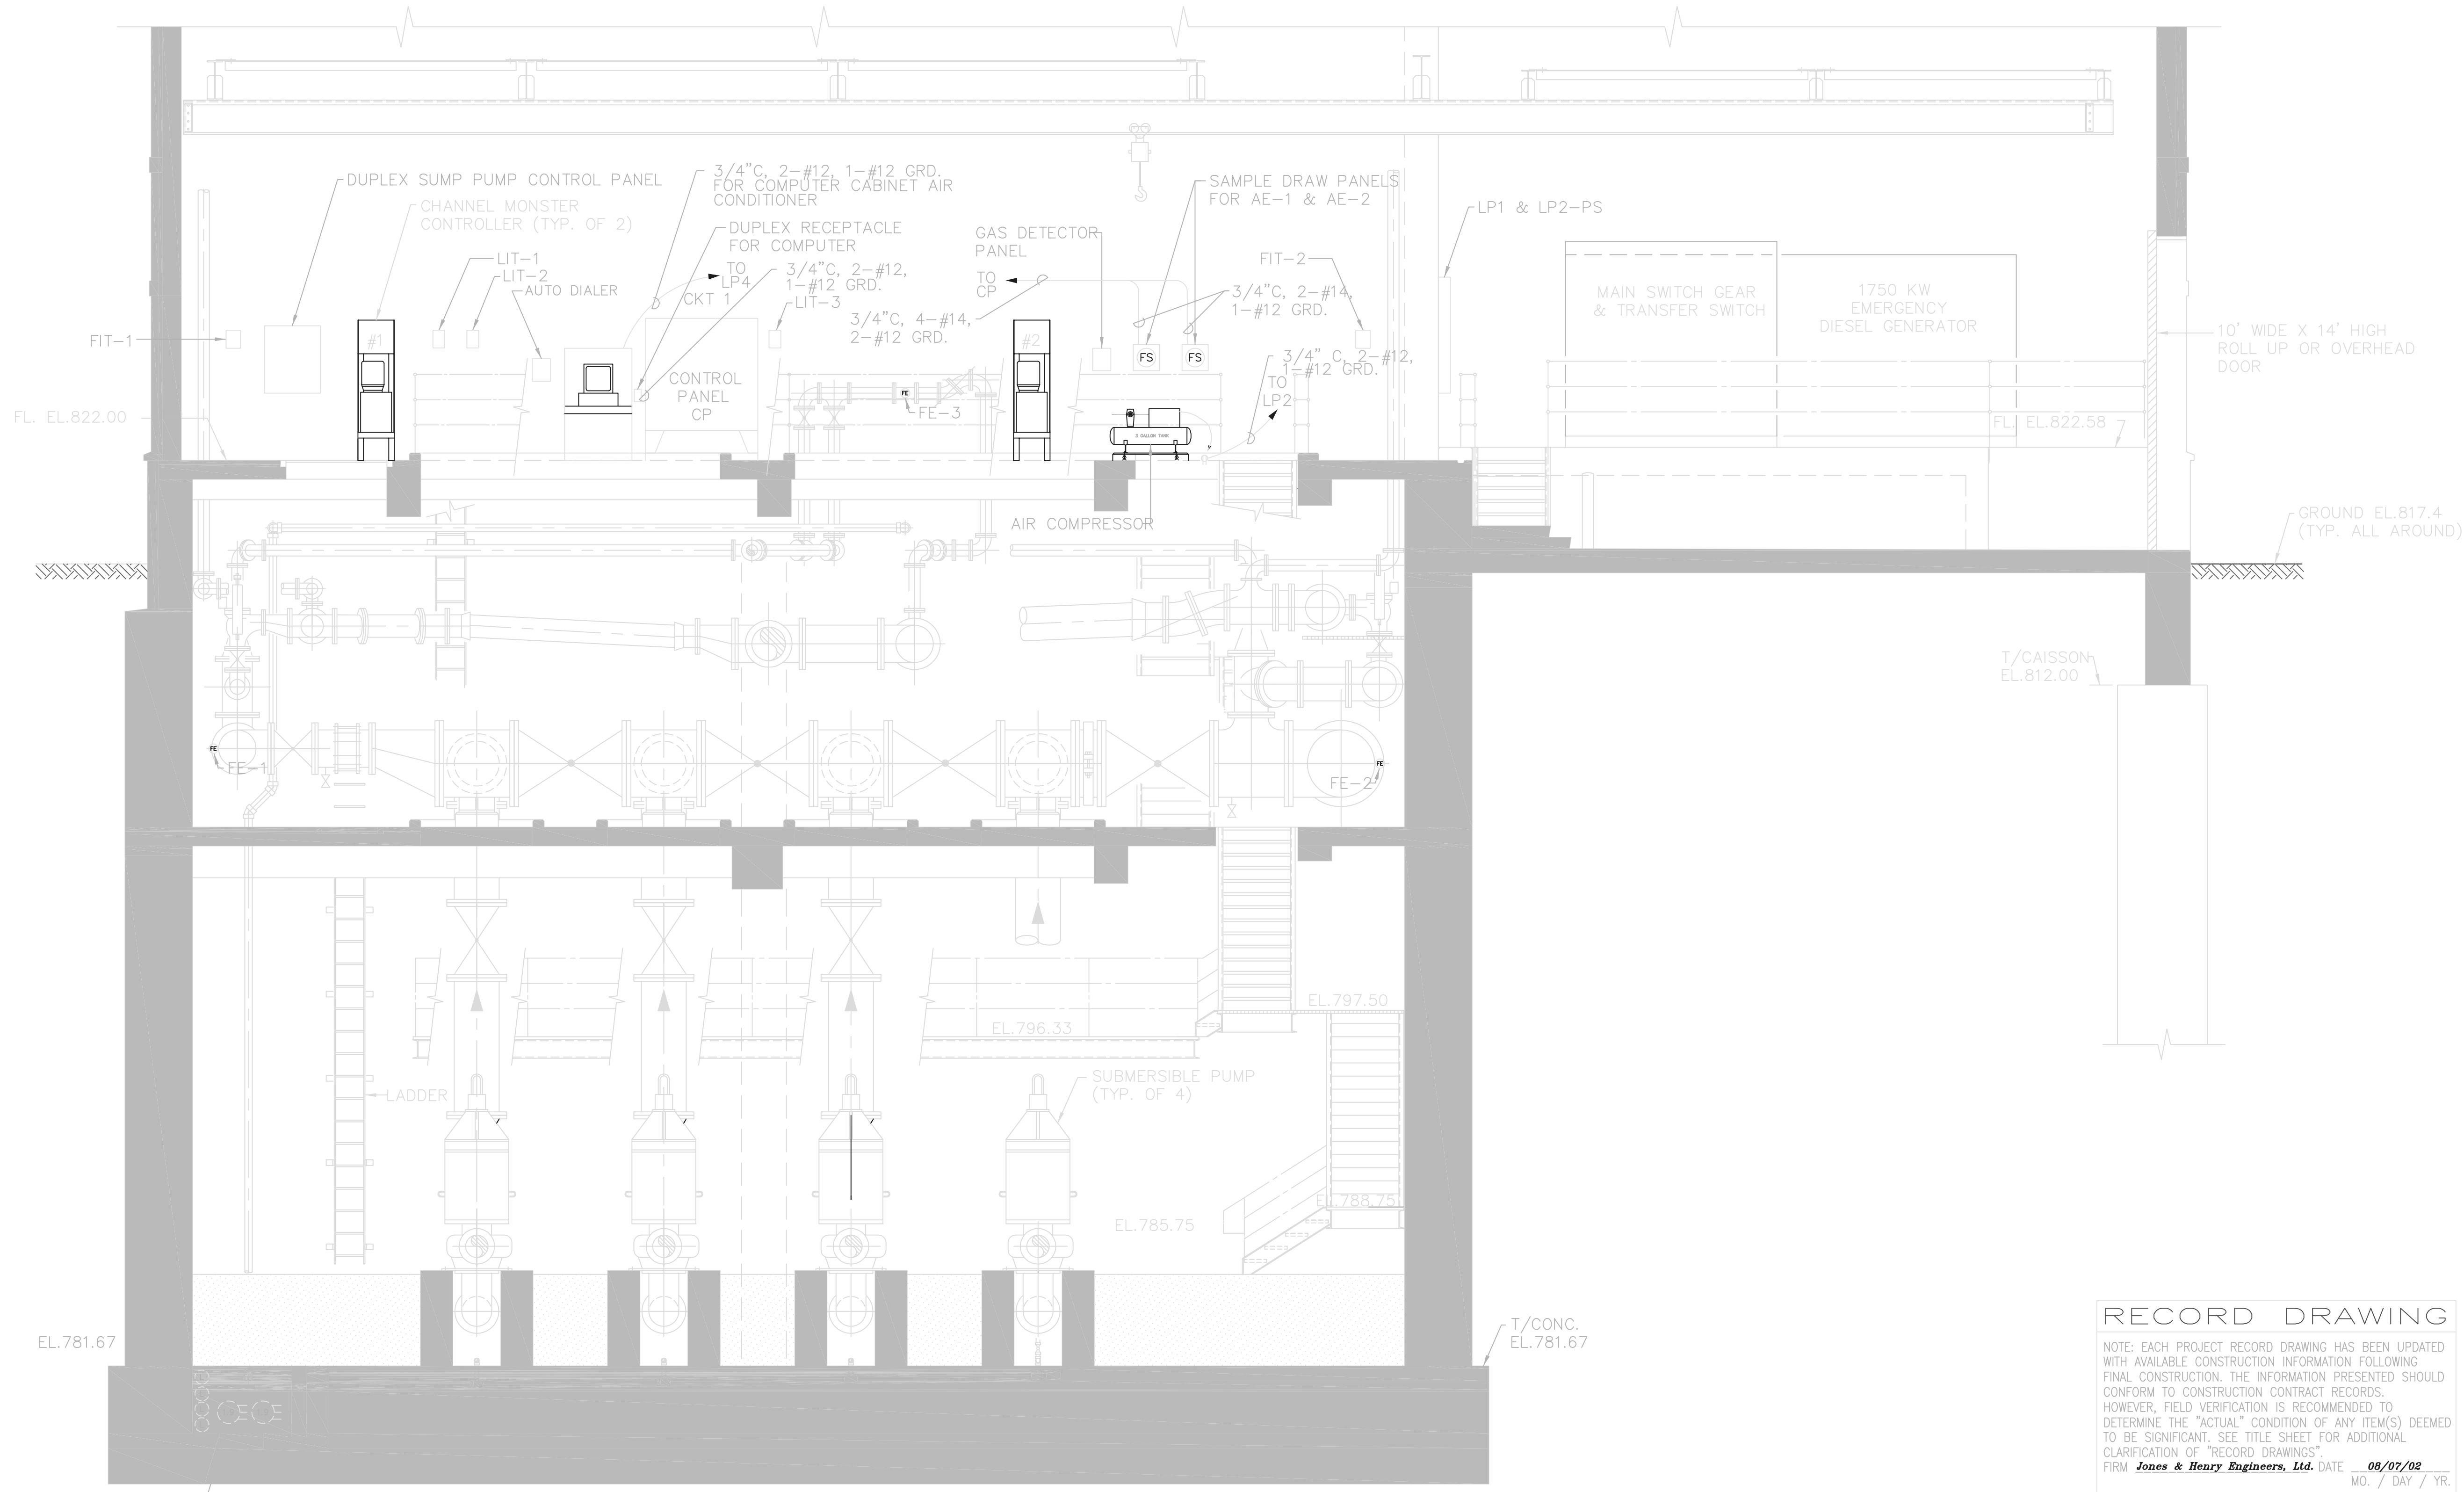 DUPLEX SUMP PUMP CONTROL PANEL
CHANNEL MONSTER
CONTROLLER (TYP. OF 2)
3/4"C, 2-#12, 1-#12 GRD.
FOR COMPUTER CABINET AIR
CONDITIONER
DUPLEX RECEPTACLE
FOR COMPUTER
SAMPLE DRAW PANELS
FOR AE-1 & AE-2
LP1 & LP2-PS
GAS DETECTOR
PANEL
LIT-1
LIT-2
AUTO DIALER
TO
LP4
CKT 1
3/4"C, 2-#12,
1-#12 GRD.
LIT-3
TO
CP
FIT-2
3/4"C, 4-#14,
2-#12 GRD.
3/4"C, 2-#14,
1-#12 GRD.
MAIN SWITCH GEAR
& TRANSFER SWITCH
1750 KW
EMERGENCY
DIESEL GENERATOR
10' WIDE X 14' HIGH
ROLL UP OR OVERHEAD
DOOR
FIT-1
#1
#2
FS
FS
3/4" C, 2-#12,
1-#12 GRD.
TO
LP2
CONTROL
PANEL
CP
FE
FE-3
3 GALLON TANK
P
FL. EL.822.00
FL. EL.822.58
AIR COMPRESSOR
GROUND EL.817.4
(TYP. ALL AROUND)
T/CAISSON
EL.812.00
FE
FE-1
FE
FE-2
EL.797.50
EL.796.33
LADDER
SUBMERSIBLE PUMP
(TYP. OF 4)
EL.788.75
EL.785.75
EL.781.67
T/CONC.
EL.781.67
RECORD DRAWING
NOTE: EACH PROJECT RECORD DRAWING HAS BEEN UPDATED
WITH AVAILABLE CONSTRUCTION INFORMATION FOLLOWING
FINAL CONSTRUCTION. THE INFORMATION PRESENTED SHOULD
CONFORM TO CONSTRUCTION CONTRACT RECORDS.
HOWEVER, FIELD VERIFICATION IS RECOMMENDED TO
DETERMINE THE "ACTUAL" CONDITION OF ANY ITEM(S) DEEMED
TO BE SIGNIFICANT. SEE TITLE SHEET FOR ADDITIONAL
CLARIFICATION OF "RECORD DRAWINGS".
FIRM Jones & Henry Engineers, Ltd. DATE 08/07/02
MO. / DAY / YR.